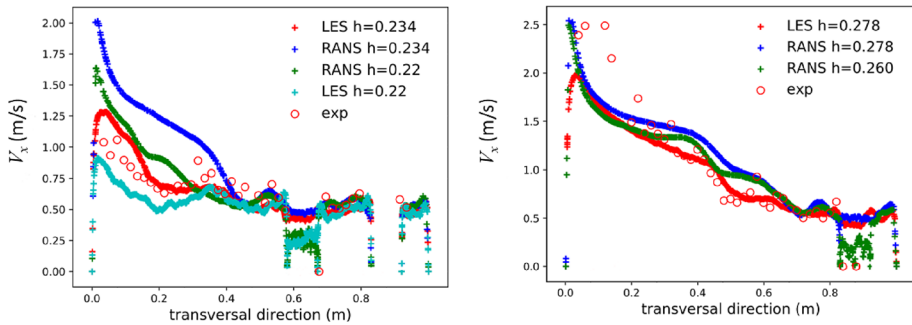 2.00
1.75
1.50
1.25
1.00
0.75
0.50
0.25
0.00
V_x (m/s)
0.0 0.2 0.4 0.6 0.8
transversal direction (m)
LES h=0.234
RANS h=0.234
RANS h=0.22
LES h=0.22
exp
2.5
2.0
1.5
1.0
0.5
0.0
V_x (m/s)
0.0 0.2 0.4 0.6 0.8
transversal direction (m)
LES h=0.278
RANS h=0.278
RANS h=0.260
exp